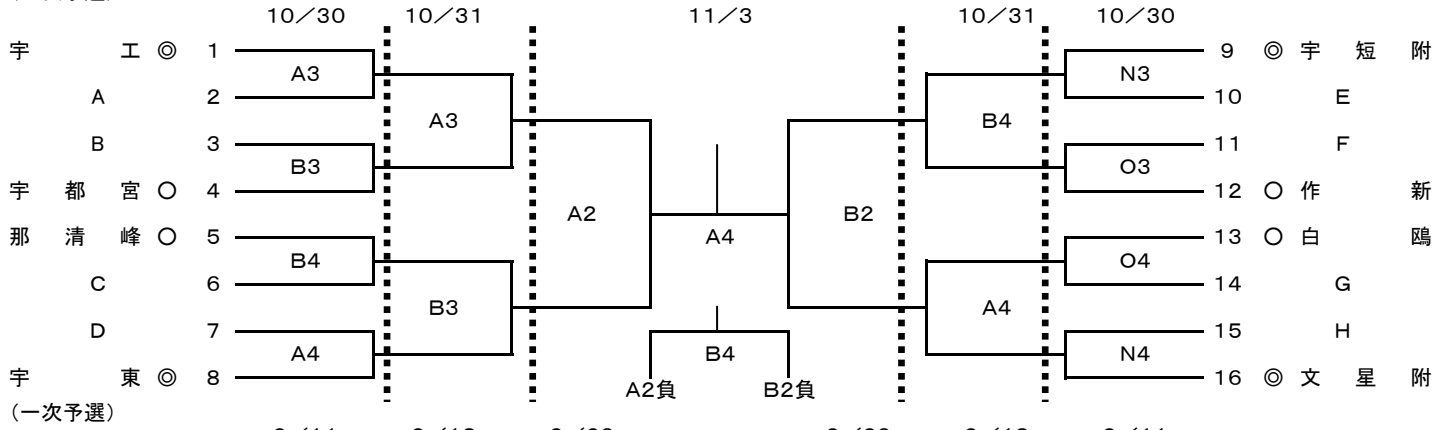 10/30 10/31 11/3 10/31 10/30
宇 工 ◎ 1 9 ◎ 宇 短 附
A3 N3
A 2 10 E
A3 B4
B 3 11 F
B3 O3
宇 都 宮 ○ 4 12 ○ 作 新
A2 B2
那 清 峰 ○ 5 A4 13 ○ 白 鷗
B4 O4
C 6 14 G
B3 A4
D 7 15 H
A4 B4 N4
宇 東 ◎ 8 A2負 B2負 16 ◎ 文 星 附
(一次予選)